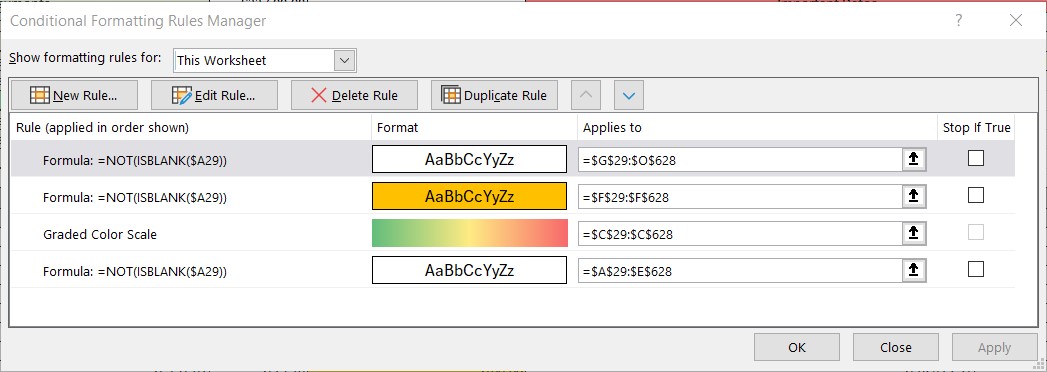 Conditional Formatting Rules Manager ?
Show formatting rules for: This Worksheet
New Rule... Edit Rule... Delete Rule Duplicate Rule
Rule (applied in order shown) Format Applies to Stop If True
Formula: =NOT(ISBLANK($A29)) AaBbCcYyZz =$G$29:$O$628
Formula: =NOT(ISBLANK($A29)) AaBbCcYyZz =$F$29:$F$628
Graded Color Scale =$C$29:$C$628
Formula: =NOT(ISBLANK($A29)) AaBbCcYyZz =$A$29:$E$628
OK Close Apply